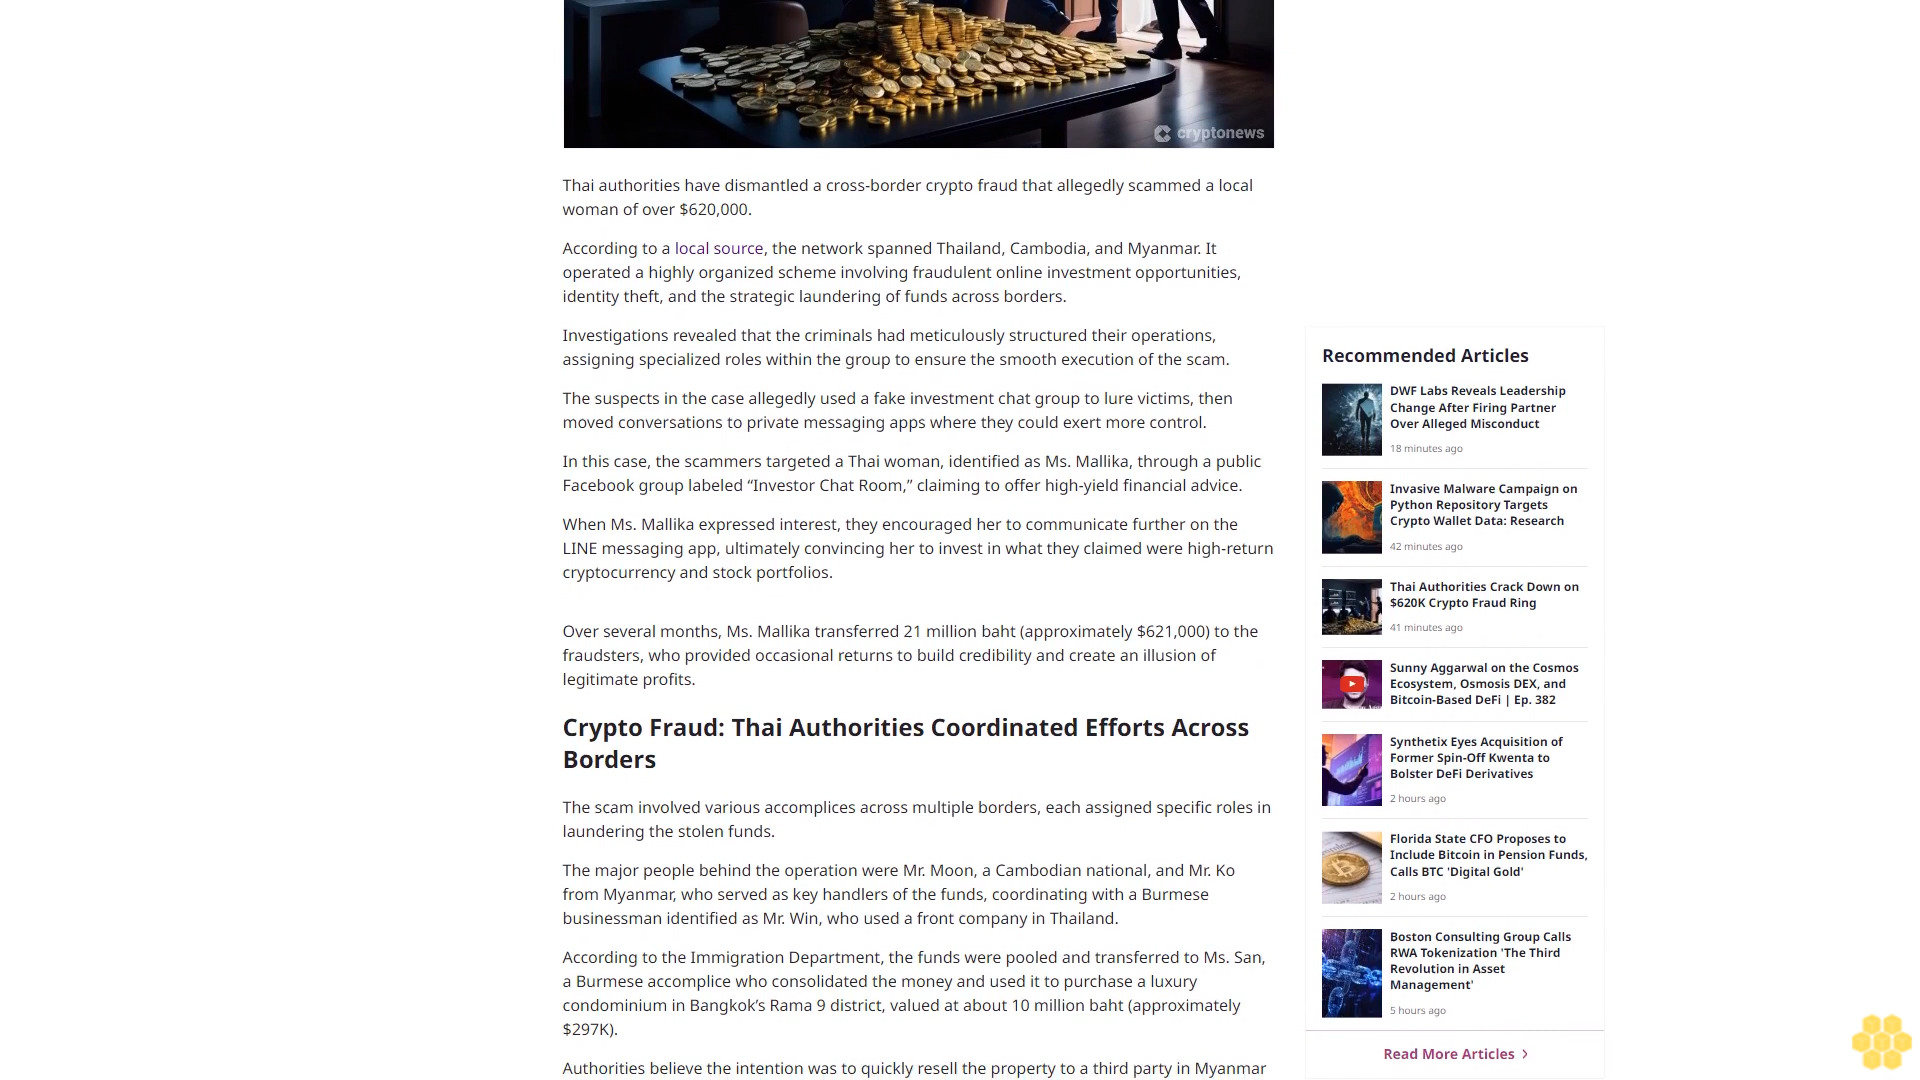 cryptonews
Thai authorities have dismantled a cross-border crypto fraud that allegedly scammed a local
woman of over $620,000.
According to a local source, the network spanned Thailand, Cambodia, and Myanmar. It
operated a highly organized scheme involving fraudulent online investment opportunities,
identity theft, and the strategic laundering of funds across borders.
Investigations revealed that the criminals had meticulously structured their operations,
assigning specialized roles within the group to ensure the smooth execution of the scam.
The suspects in the case allegedly used a fake investment chat group to lure victims, then
moved conversations to private messaging apps where they could exert more control.
In this case, the scammers targeted a Thai woman, identified as Ms. Mallika, through a public
Facebook group labeled “Investor Chat Room,” claiming to offer high-yield financial advice.
When Ms. Mallika expressed interest, they encouraged her to communicate further on the
LINE messaging app, ultimately convincing her to invest in what they claimed were high-return
cryptocurrency and stock portfolios.
Over several months, Ms. Mallika transferred 21 million baht (approximately $621,000) to the
fraudsters, who provided occasional returns to build credibility and create an illusion of
legitimate profits.
Crypto Fraud: Thai Authorities Coordinated Efforts Across
Borders
The scam involved various accomplices across multiple borders, each assigned specific roles in
laundering the stolen funds.
The major people behind the operation were Mr. Moon, a Cambodian national, and Mr. Ko
from Myanmar, who served as key handlers of the funds, coordinating with a Burmese
businessman identified as Mr. Win, who used a front company in Thailand.
According to the Immigration Department, the funds were pooled and transferred to Ms. San,
a Burmese accomplice who consolidated the money and used it to purchase a luxury
condominium in Bangkok’s Rama 9 district, valued at about 10 million baht (approximately
$297K).
Authorities believe the intention was to quickly resell the property to a third party in Myanmar
Recommended Articles
DWF Labs Reveals Leadership
Change After Firing Partner
Over Alleged Misconduct
18 minutes ago
Invasive Malware Campaign on
Python Repository Targets
Crypto Wallet Data: Research
42 minutes ago
Thai Authorities Crack Down on
$620K Crypto Fraud Ring
41 minutes ago
Sunny Aggarwal on the Cosmos
Ecosystem, Osmosis DEX, and
Bitcoin-Based DeFi | Ep. 382
Synthetix Eyes Acquisition of
Former Spin-Off Kwenta to
Bolster DeFi Derivatives
2 hours ago
Florida State CFO Proposes to
Include Bitcoin in Pension Funds,
Calls BTC 'Digital Gold'
2 hours ago
Boston Consulting Group Calls
RWA Tokenization 'The Third
Revolution in Asset
Management'
5 hours ago
Read More Articles